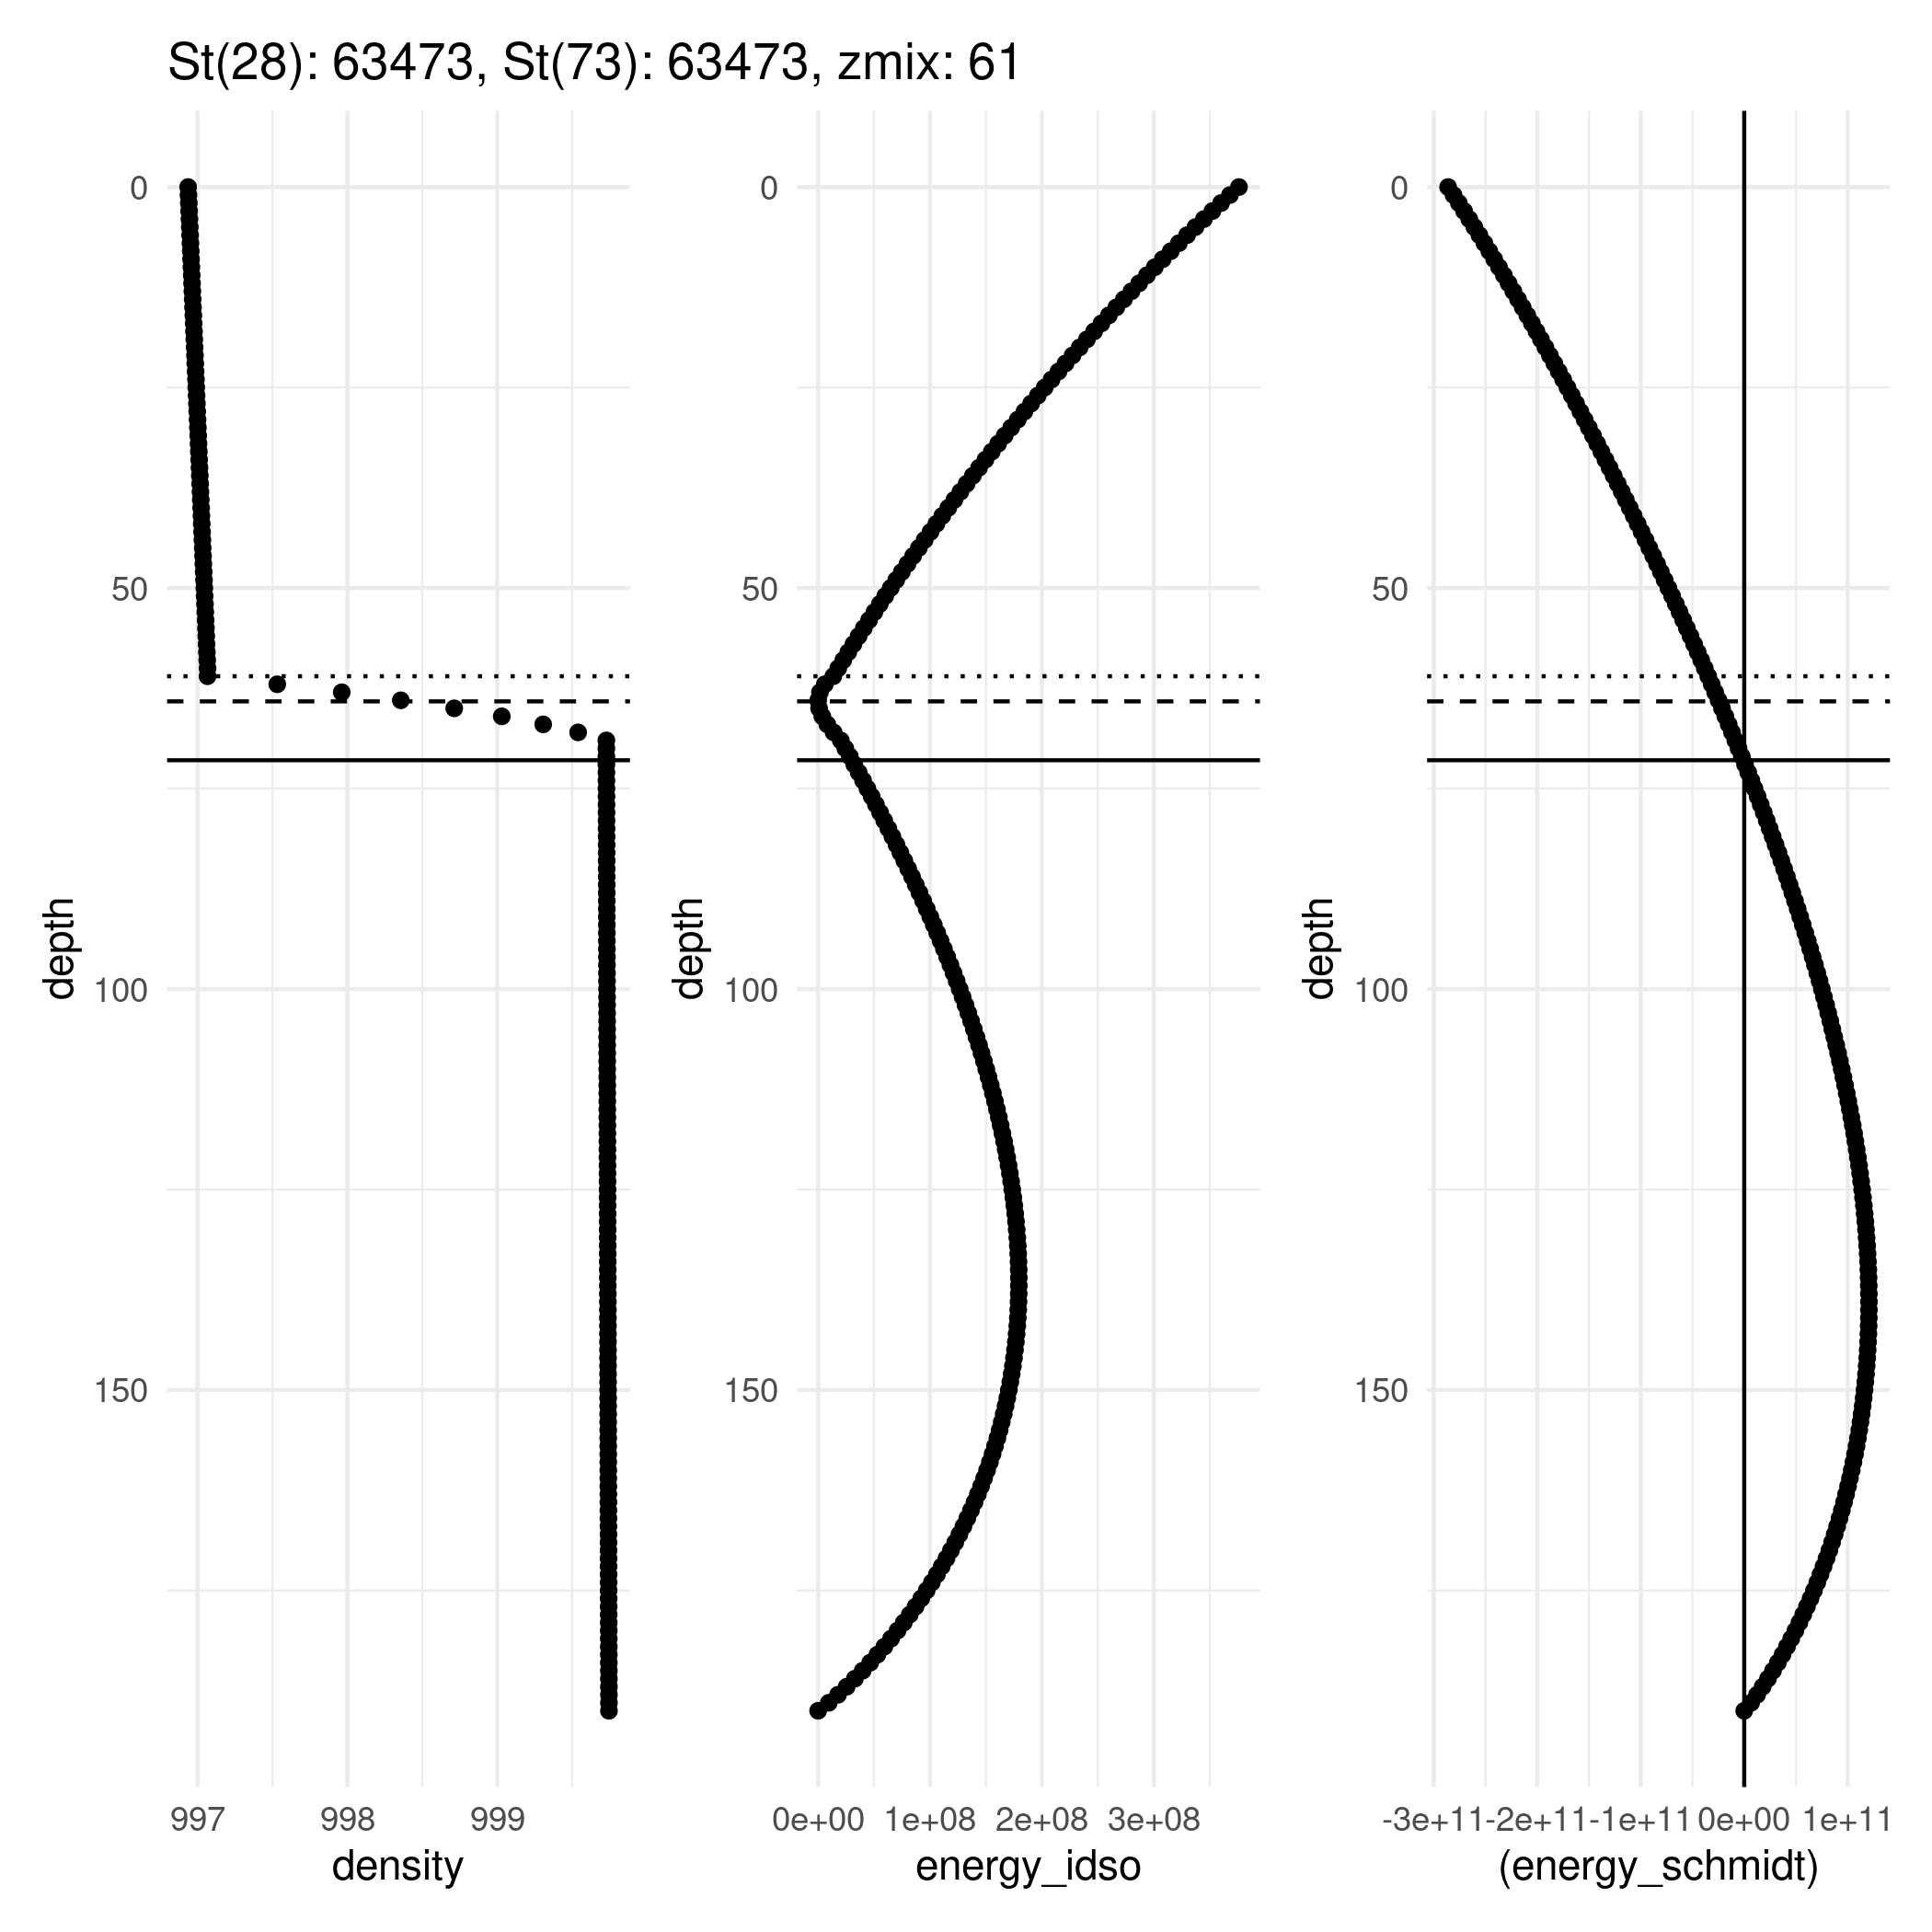 St(28): 63473, St(73): 63473, zmix: 61
0
50
100
150
depth
997 998 999
density
0
50
100
150
depth
0e+00 1e+08 2e+08 3e+08
energy_idso
0
50
100
150
depth
-3e+11 -2e+11 -1e+11 0e+00 1e+11
(energy_schmidt)